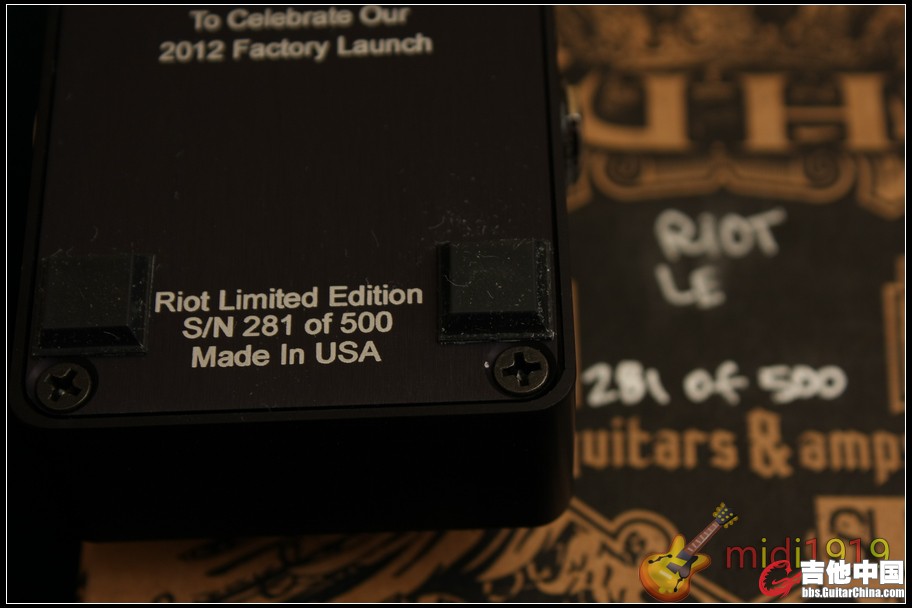 To Celebrate Our
2012 Factory Launch
Riot Limited Edition
S/N 281 of 500
Made In USA
RIOT
LE
281 of 500
guitars & amps
midi1919
吉他中国
bbs.GuitarChina.com